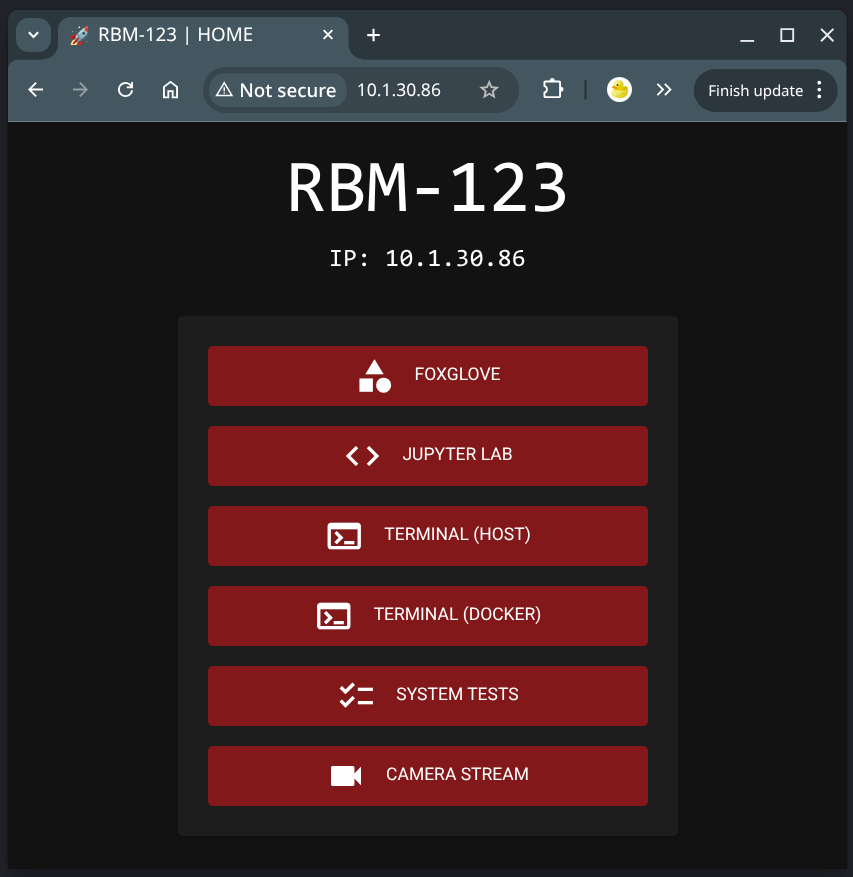 RBM-123 | HOME
Not secure 10.1.30.86 Finish update
RBM-123
IP: 10.1.30.86
FOXGLOVE
JUPYTER LAB
TERMINAL (HOST)
TERMINAL (DOCKER)
SYSTEM TESTS
CAMERA STREAM